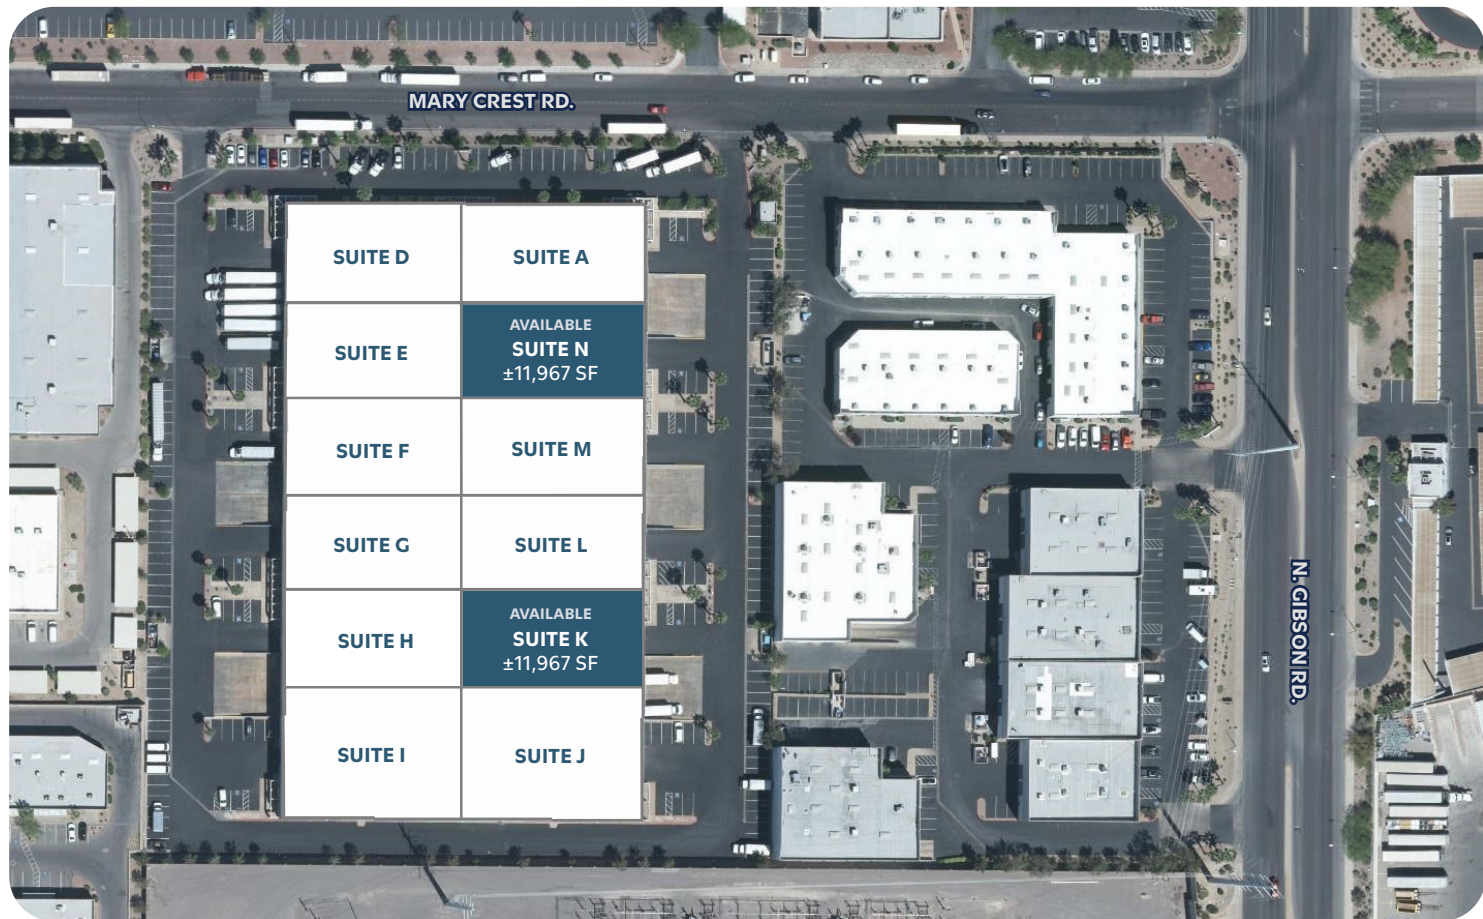 MARY CREST RD.
SUITE D
SUITE A
SUITE E
AVAILABLE
SUITE N
±11,967 SF
SUITE F
SUITE M
SUITE G
SUITE L
SUITE H
AVAILABLE
SUITE K
±11,967 SF
SUITE I
SUITE J
N. GIBSON RD.